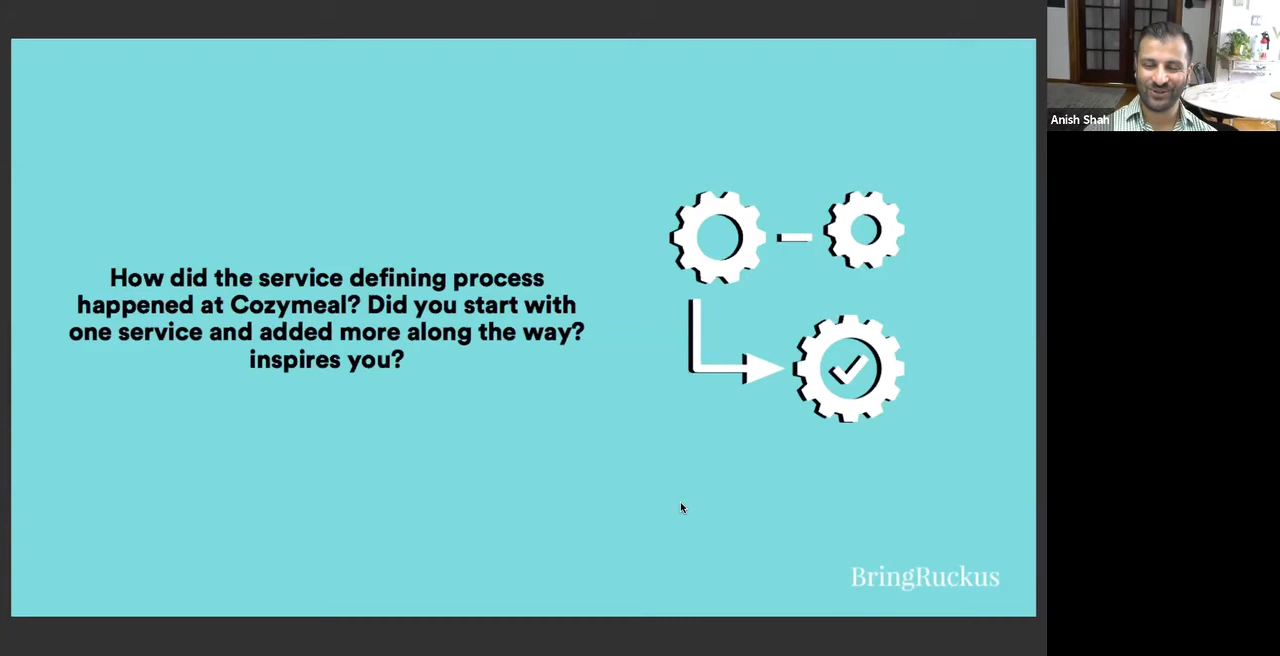 How did the service defining process
happened at Cozymeal? Did you start with
one service and added more along the way?
inspires you?
BringRuckus
Anish Shah